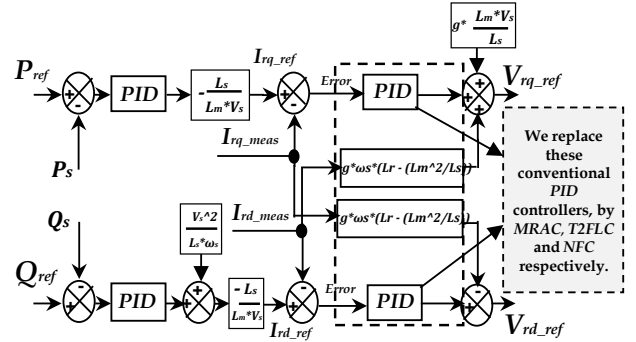 g* Lm*Vs
Ls
Irq_ref
Pref
PID
- Ls
Lm*Vs
Error
PID
Vrq_ref
Ps
Irq_meas
g*ωs*(Lr - (Lm^2/Ls))
We replace
these
conventional
PID
controllers, by
MRAC, T2FLC
and NFC
respectively.
Qs
Vs^2
Ls*ωs
Ird_meas
g*ωs*(Lr - (Lm^2/Ls))
Qref
PID
- Ls
Lm*Vs
Ird_ref
Error
PID
Vrd_ref